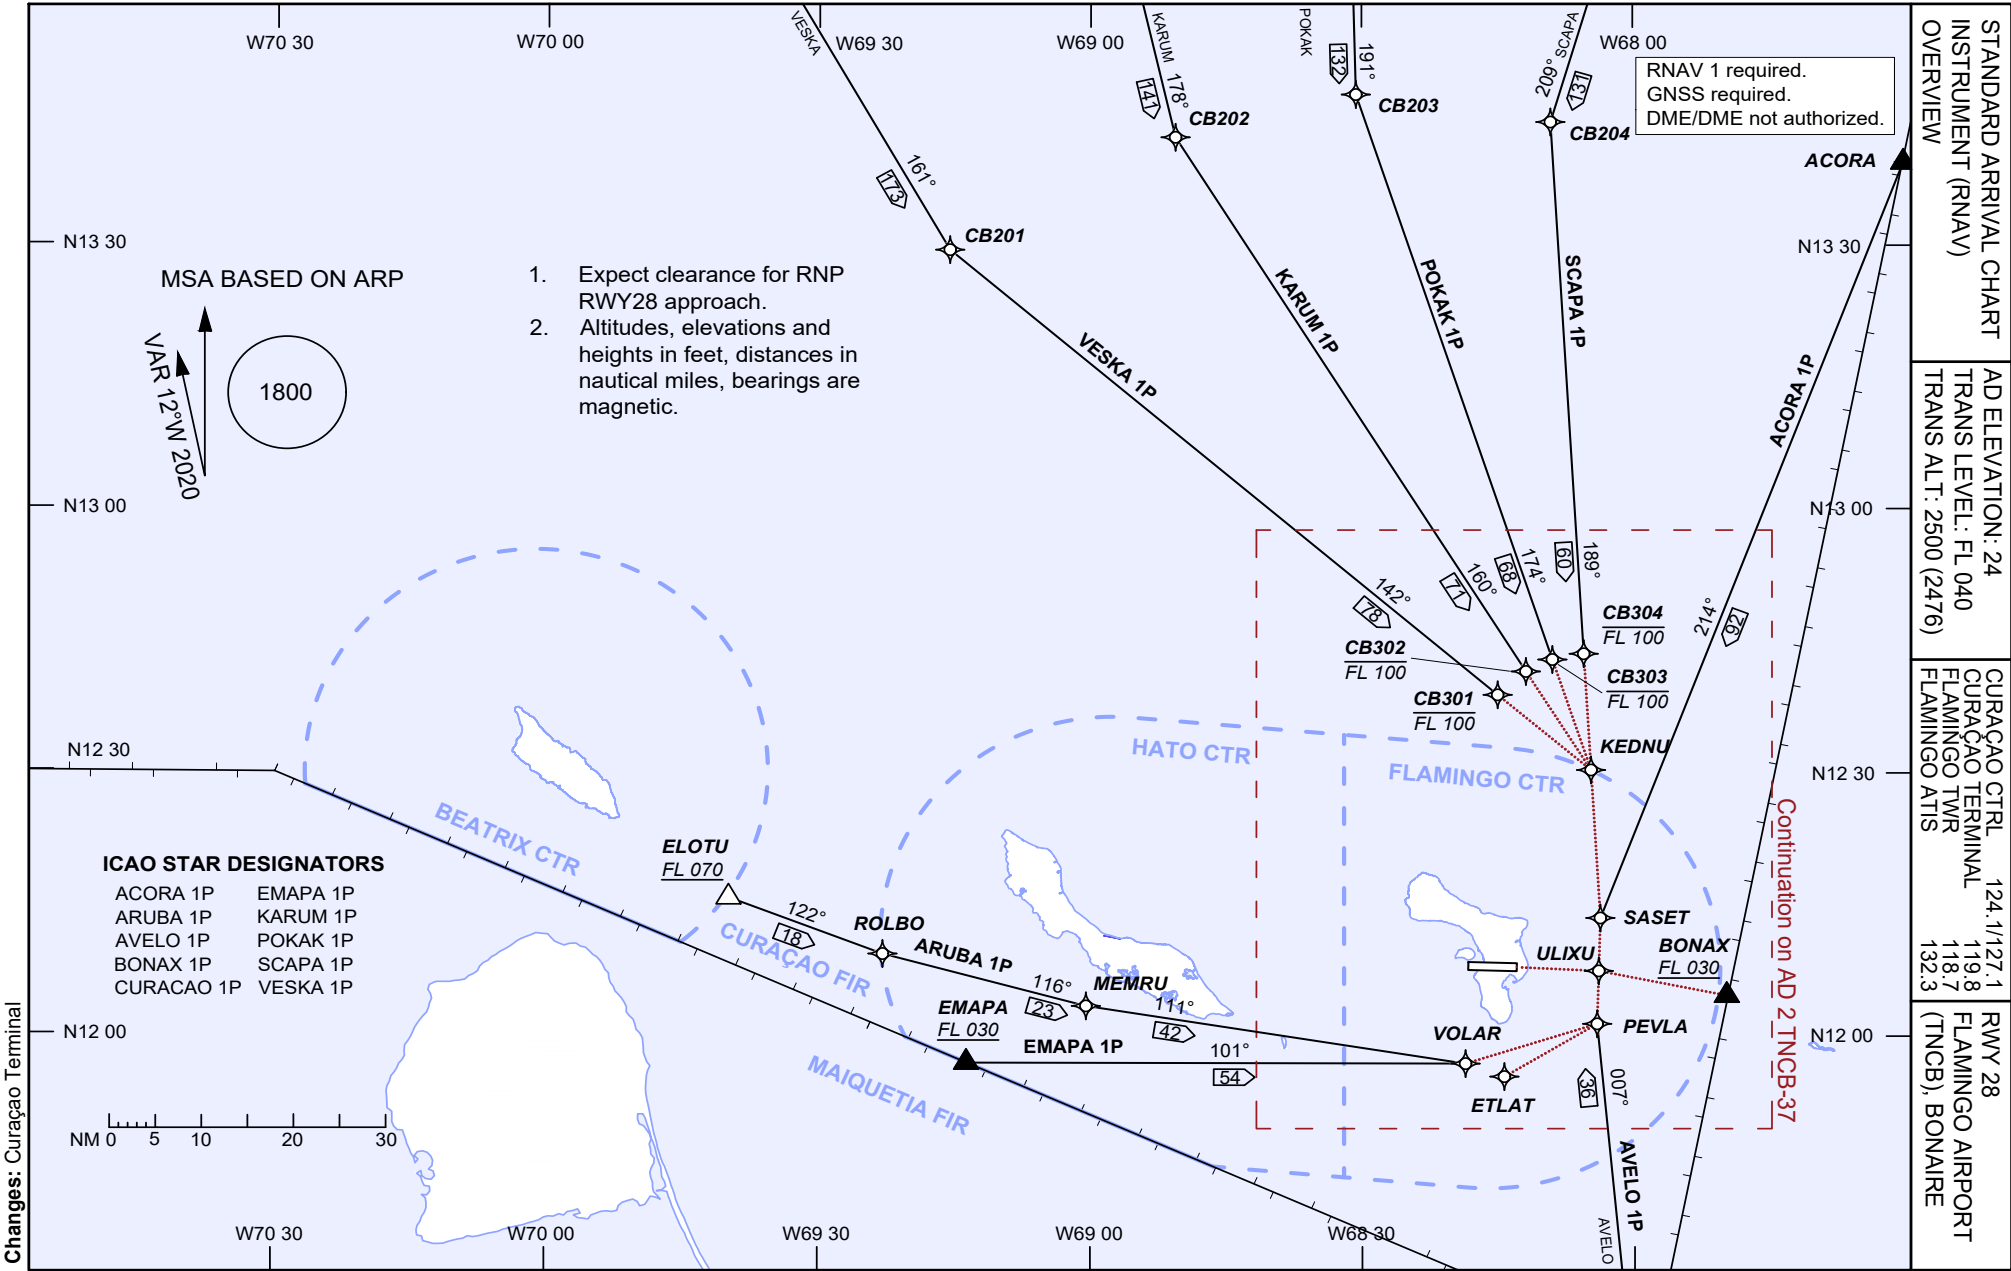 STANDARD ARRIVAL CHART
INSTRUMENT (RNAV)
OVERVIEW
AD ELEVATION: 24
TRANS LEVEL: FL 040
TRANS ALT: 2500 (2476)
CURAÇAO CTRL 124.1/127.1
CURAÇAO TERMINAL 119.8
FLAMINGO TWR 118.7
FLAMINGO ATIS 132.3
RWY 28
FLAMINGO AIRPORT
(TNCB), BONAIRE
W70 30
W70 00
W69 30
W69 00
W68 00
VESKA
KARUM
POKAK
SCAPA
RNAV 1 required.
GNSS required.
DME/DME not authorized.
178°
141
191°
132
209°
131
CB202
CB203
CB204
ACORA
161°
173
CB201
N13 30
N13 30
MSA BASED ON ARP
VAR 12°W 2020
1800
1. Expect clearance for RNP
RWY28 approach.
2. Altitudes, elevations and
heights in feet, distances in
nautical miles, bearings are
magnetic.
VESKA 1P
KARUM 1P
POKAK 1P
SCAPA 1P
ACORA 1P
N13 00
N13 00
142°
78
160°
71
174°
68
189°
60
214°
92
CB304
FL 100
CB302
FL 100
CB303
FL 100
CB301
FL 100
KEDNU
N12 30
N12 30
HATO CTR
FLAMINGO CTR
BEATRIX CTR
Continuation on AD 2 TNCB-37
ELOTU
FL 070
122°
18
ROLBO
ARUBA 1P
CURAÇAO FIR
116°
23
MEMRU
111°
42
SASET
ULIXU
BONAX
FL 030
ICAO STAR DESIGNATORS
ACORA 1P EMAPA 1P
ARUBA 1P KARUM 1P
AVELO 1P POKAK 1P
BONAX 1P SCAPA 1P
CURACAO 1P VESKA 1P
EMAPA
FL 030
EMAPA 1P
101°
54
VOLAR
PEVLA
ETLAT
N12 00
N12 00
MAIQUETIA FIR
007°
36
AVELO 1P
AVELO
NM 0 5 10 20 30
W70 30
W70 00
W69 30
W69 00
W68 30
Changes: Curaçao Terminal